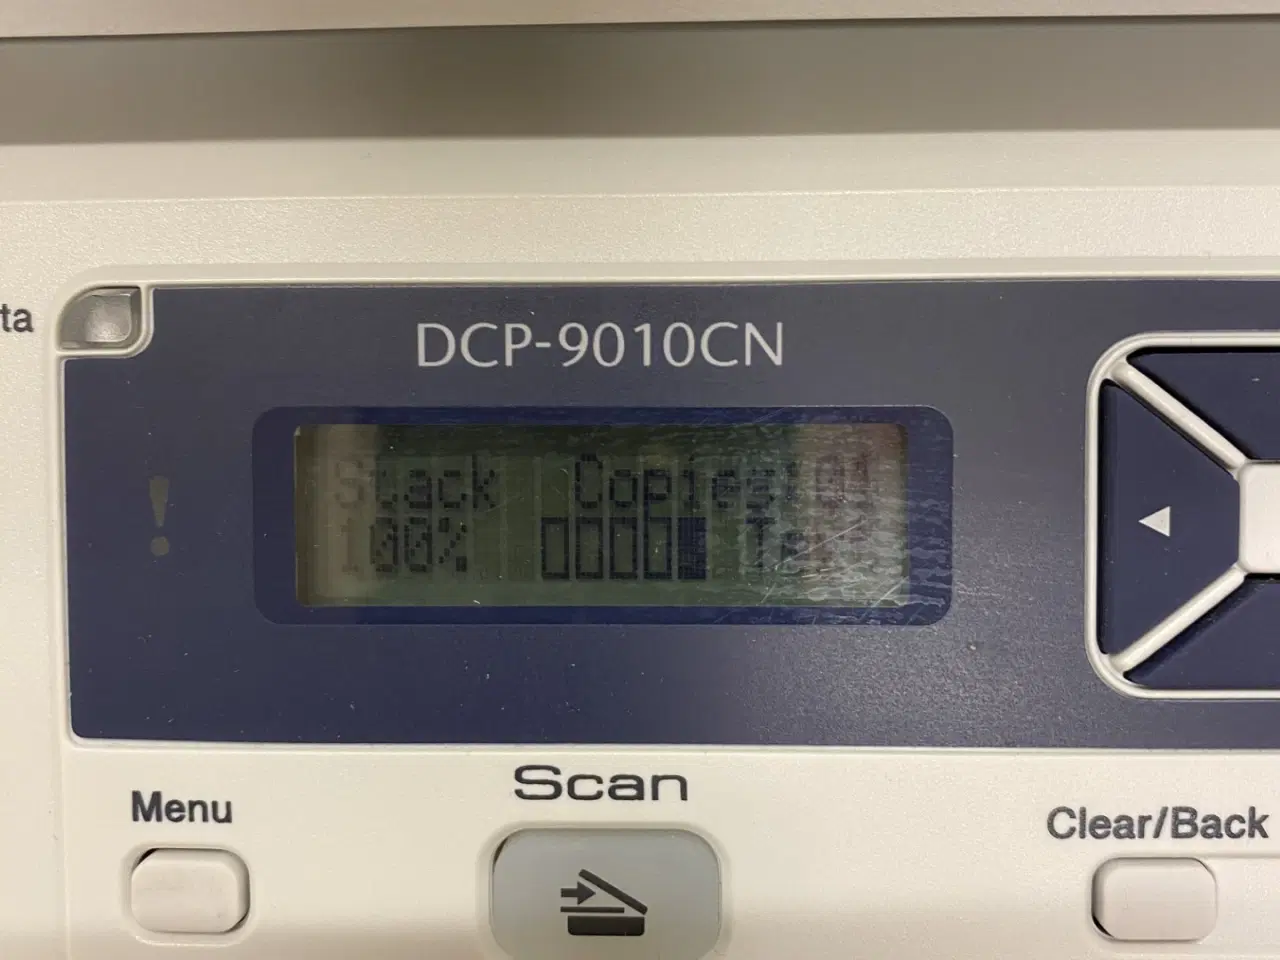 ta
DCP-9010CN
Stack Copies:01
100%
Scan
Menu
Clear/Back